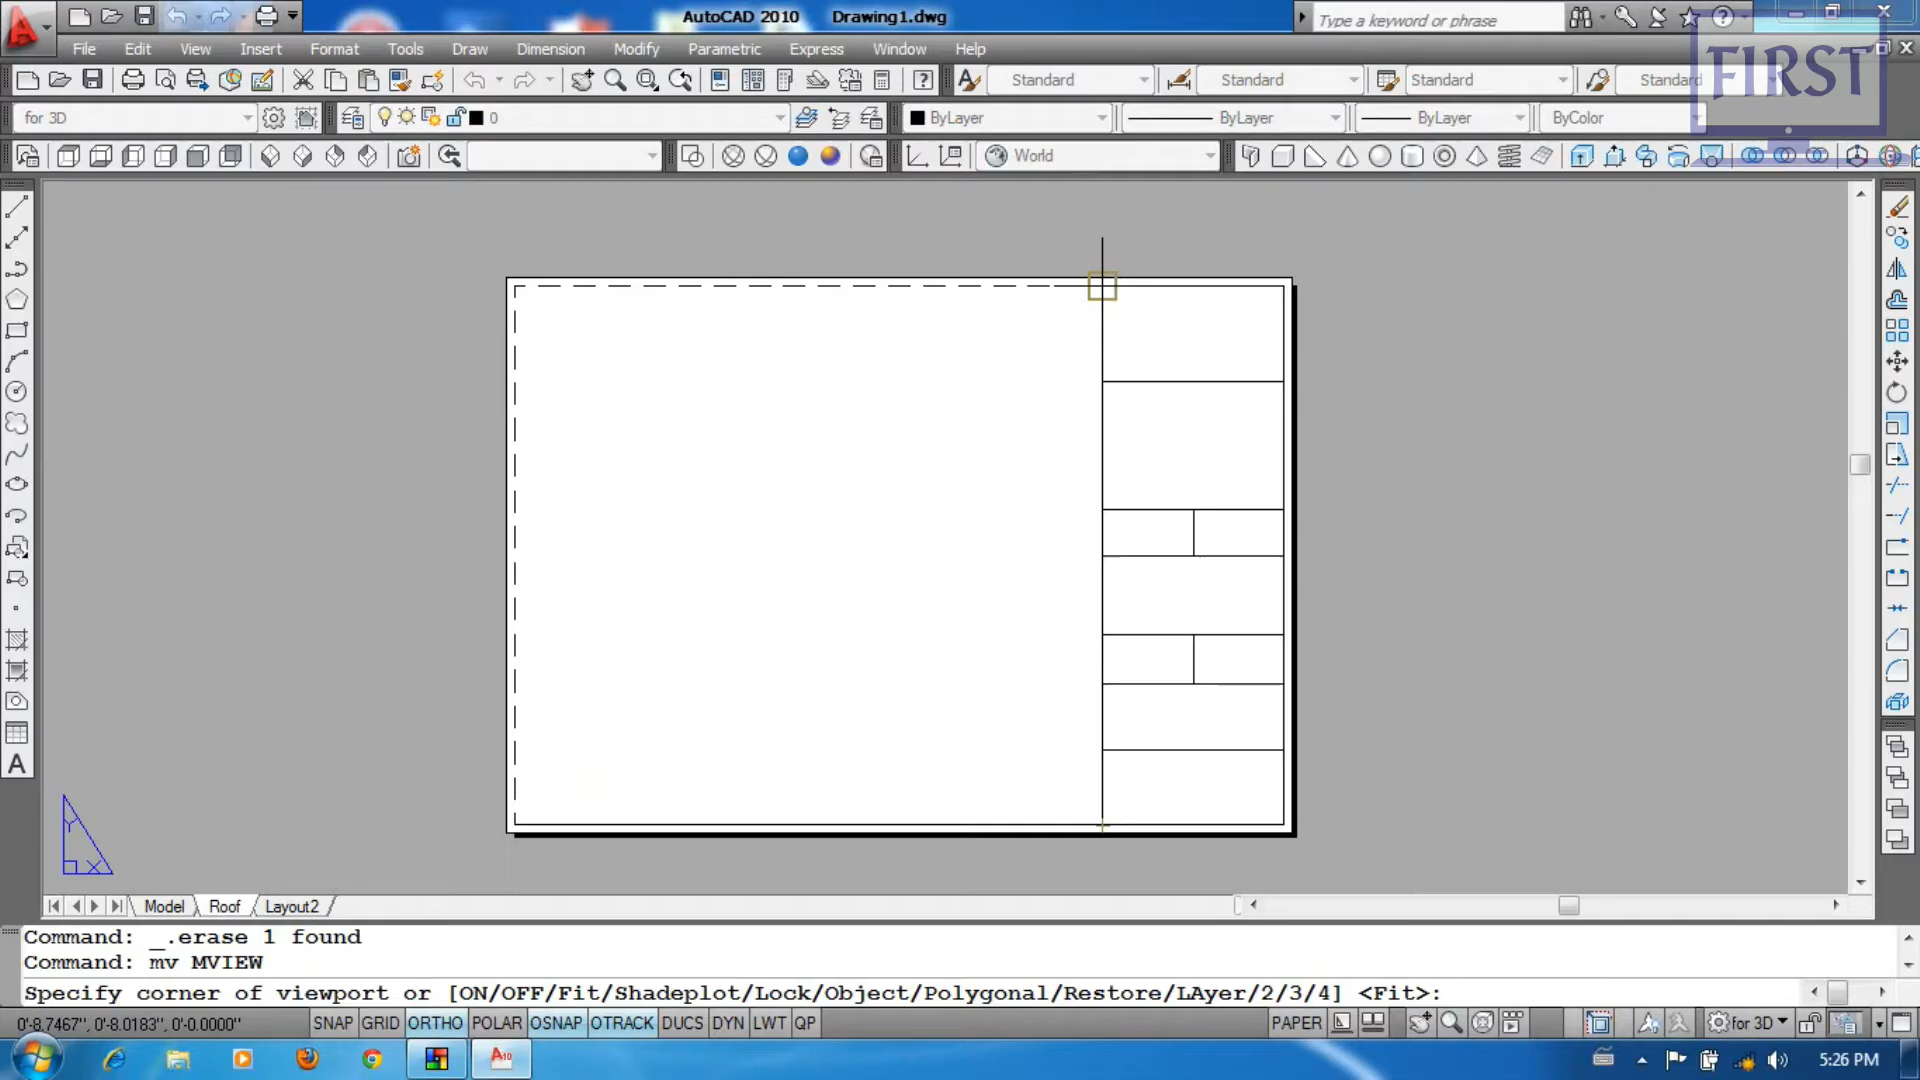 AutoCAD 2010 Drawing1.dwg
Type a keyword or phrase
File Edit View Insert Format Tools Draw Dimension Modify Parametric Express Window Help
FIRST
Standard Standard Standard Standard
for 3D 0 ByLayer ByLayer ByLayer ByColor
World
A
Y
X
Model Roof Layout2
Command: _.erase 1 found
Command: mv MVIEW
Specify corner of viewport or [ON/OFF/Fit/Shadeplot/Lock/Object/Polygonal/Restore/LAyer/2/3/4] <Fit>:
0'-8.7467", 0'-8.0183", 0'-0.0000" SNAP GRID ORTHO POLAR OSNAP OTRACK DUCS DYN LWT QP PAPER for 3D
5:26 PM